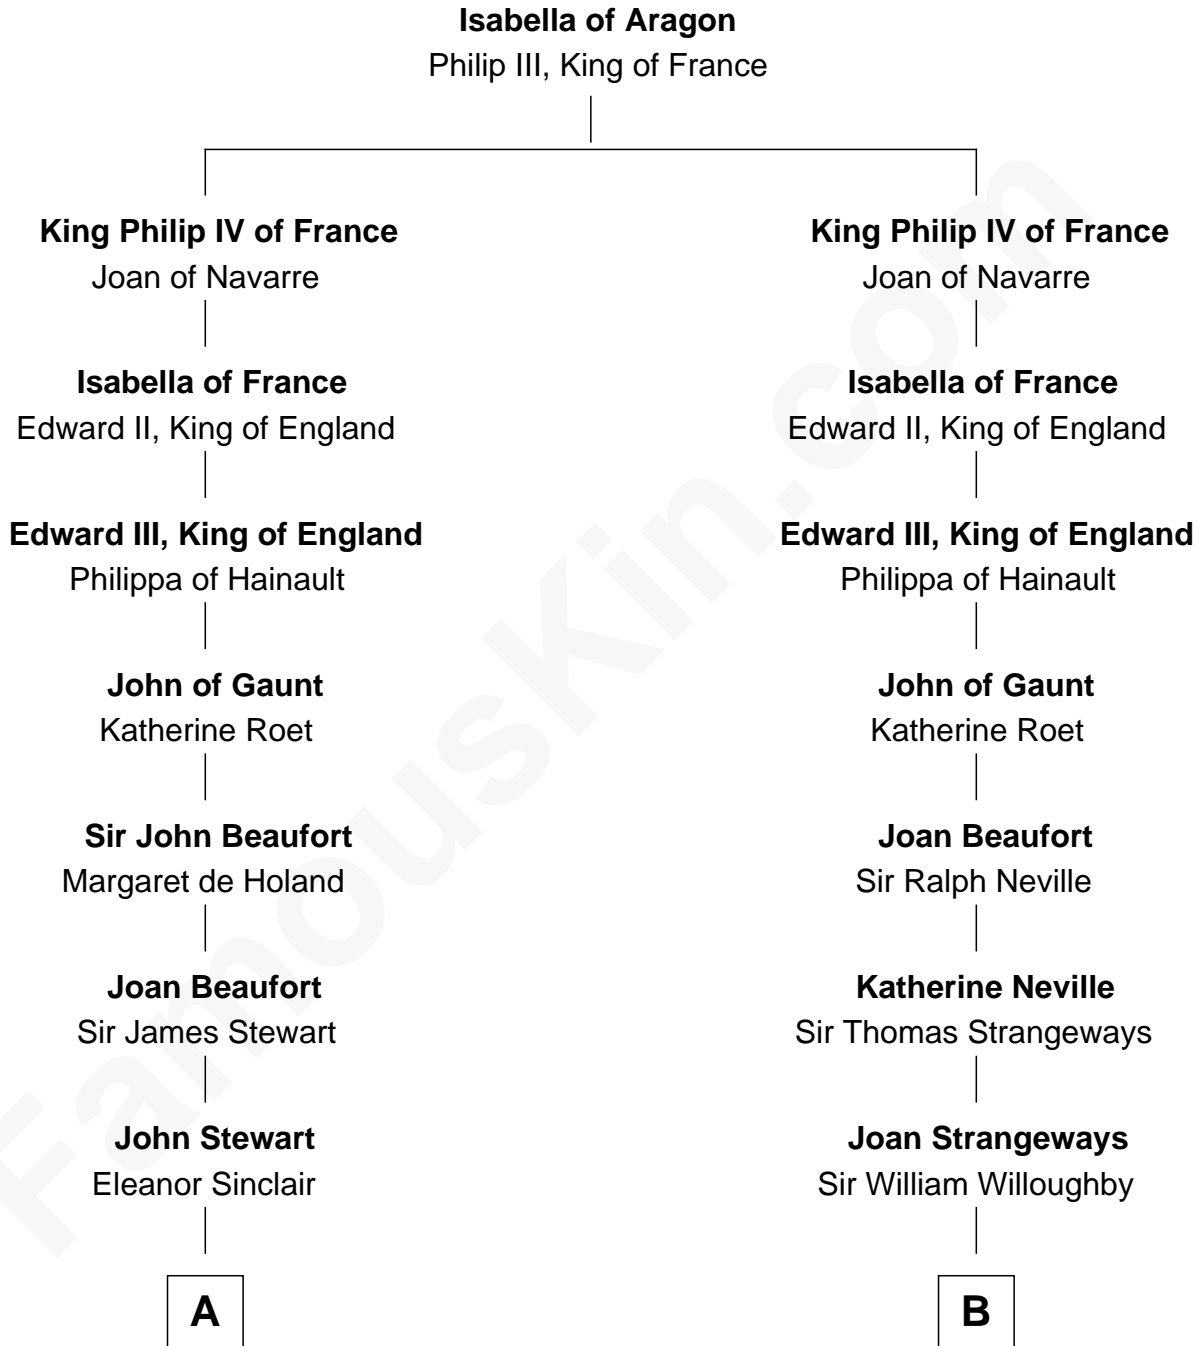 Isabella of Aragon
Philip III, King of France
King Philip IV of France
Joan of Navarre
King Philip IV of France
Joan of Navarre
Isabella of France
Edward II, King of England
Isabella of France
Edward II, King of England
Edward III, King of England
Philippa of Hainault
Edward III, King of England
Philippa of Hainault
John of Gaunt
Katherine Roet
John of Gaunt
Katherine Roet
Sir John Beaufort
Margaret de Holand
Joan Beaufort
Sir Ralph Neville
Joan Beaufort
Sir James Stewart
Katherine Neville
Sir Thomas Strangeways
John Stewart
Eleanor Sinclair
Joan Strangeways
Sir William Willoughby
A
B
FamousKin.com